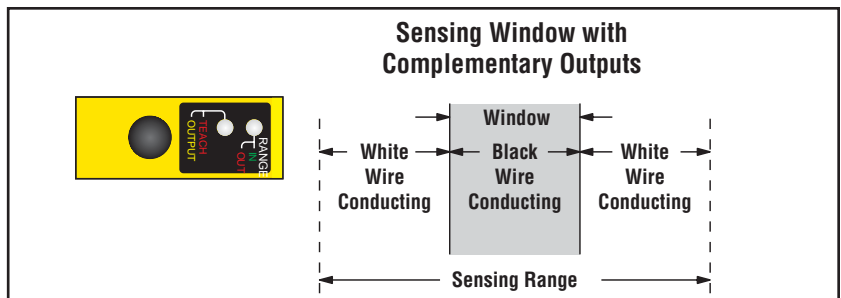 Sensing Window with
Complementary Outputs
TEACH
OUTPUT
RANGE
IN
OUT
Window
White
Wire
Conducting
Black
Wire
Conducting
White
Wire
Conducting
Sensing Range